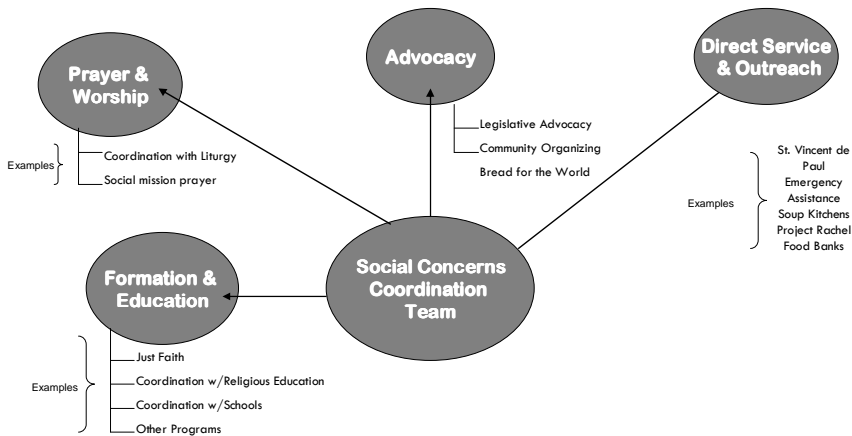 Prayer &
Worship
Examples
Coordination with Liturgy
Social mission prayer
Advocacy
Legislative Advocacy
Community Organizing
Bread for the World
Direct Service
& Outreach
Examples
St. Vincent de
Paul
Emergency
Assistance
Soup Kitchens
Project Rachel
Food Banks
Social Concerns
Coordination
Team
Formation &
Education
Examples
Just Faith
Coordination w/Religious Education
Coordination w/Schools
Other Programs